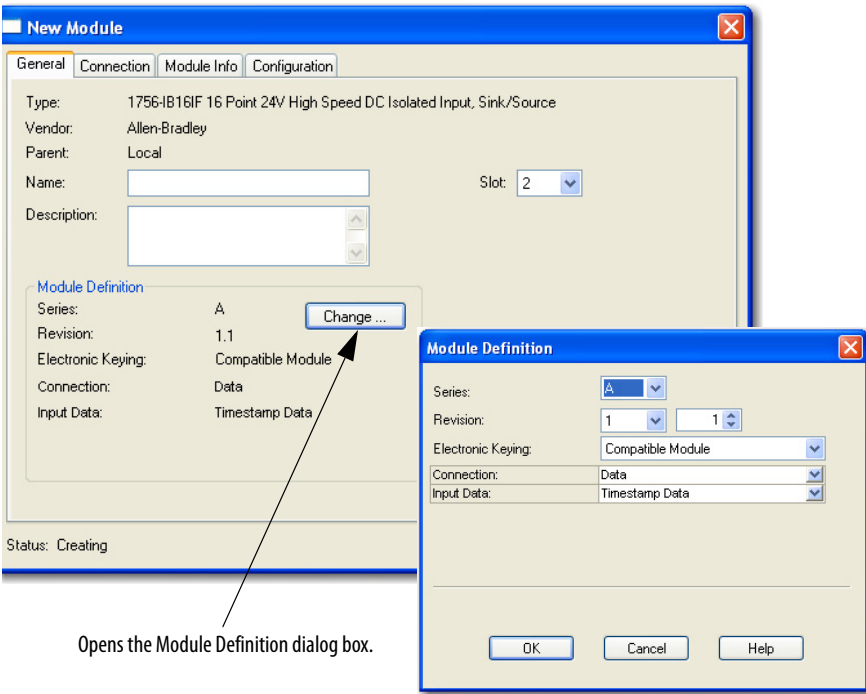 New Module
General Connection Module Info Configuration
Type: 1756-IB16IF 16 Point 24V High Speed DC Isolated Input, Sink/Source
Vendor: Allen-Bradley
Parent: Local
Name: Slot: 2
Description:
Module Definition
Series: A Change ...
Revision: 1.1
Electronic Keying: Compatible Module
Connection: Data
Input Data: Timestamp Data
Status: Creating
Module Definition
Series: A
Revision: 1 1
Electronic Keying: Compatible Module
Connection: Data
Input Data: Timestamp Data
OK Cancel Help
Opens the Module Definition dialog box.